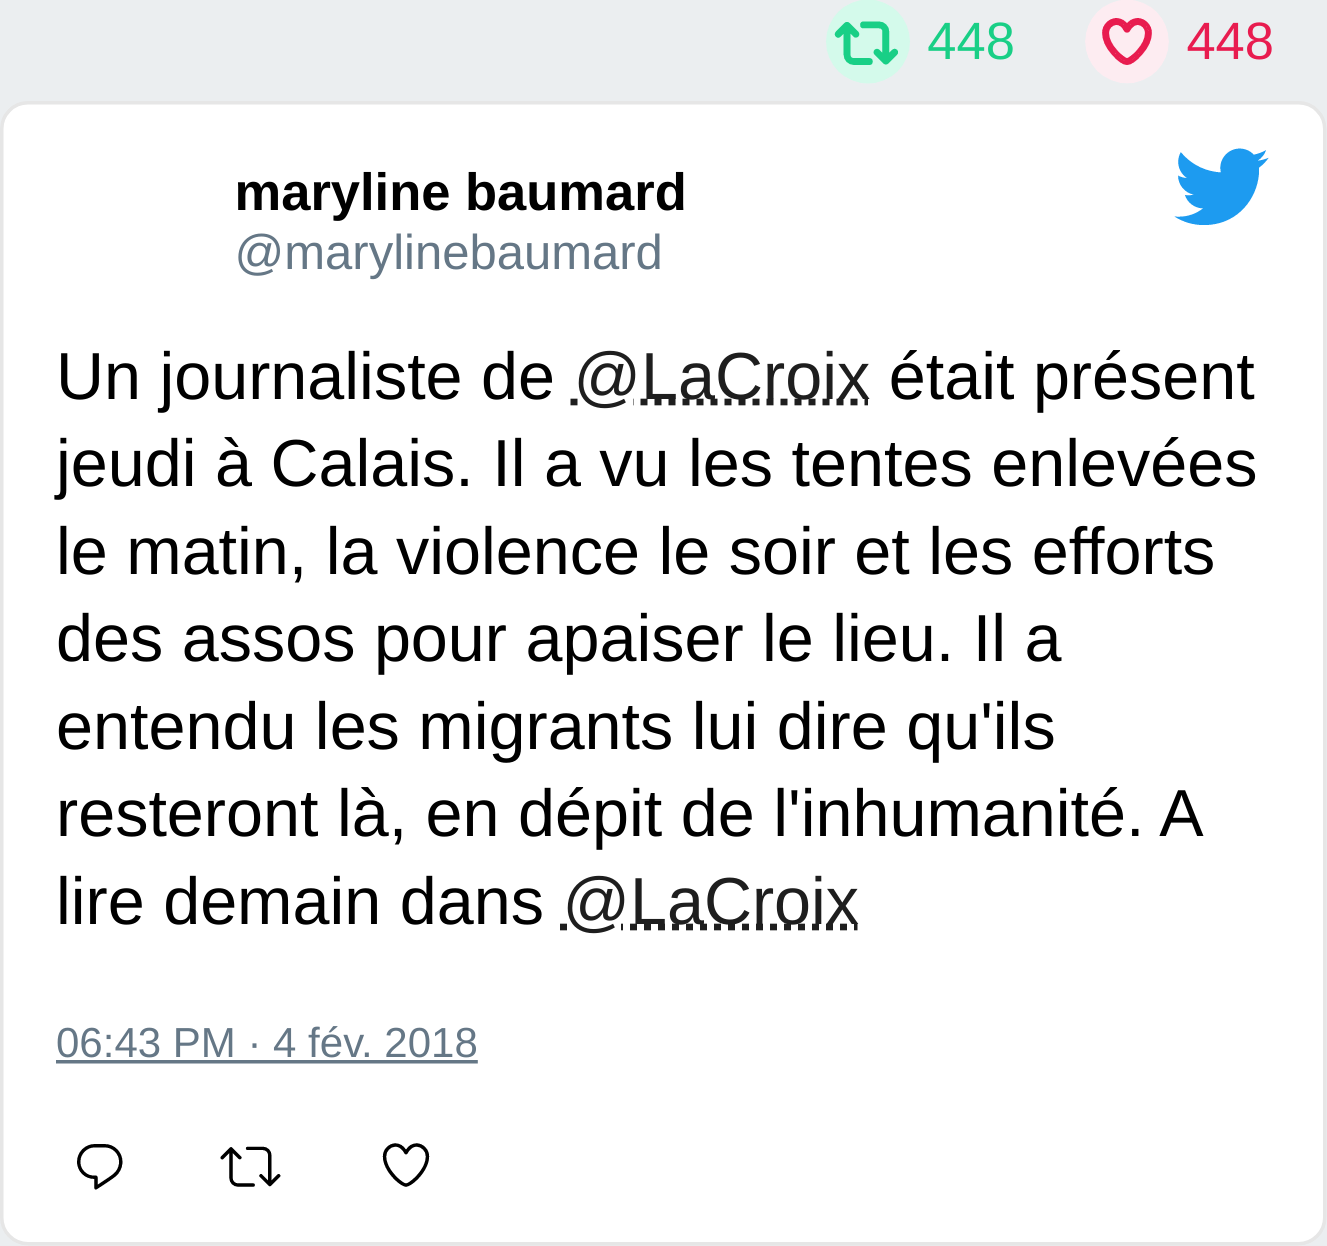 448 448
maryline baumard
@marylinebaumard
Un journaliste de @LaCroix était présent
jeudi à Calais. Il a vu les tentes enlevées
le matin, la violence le soir et les efforts
des assos pour apaiser le lieu. Il a
entendu les migrants lui dire qu'ils
resteront là, en dépit de l'inhumanité. A
lire demain dans @LaCroix
06:43 PM · 4 fév. 2018